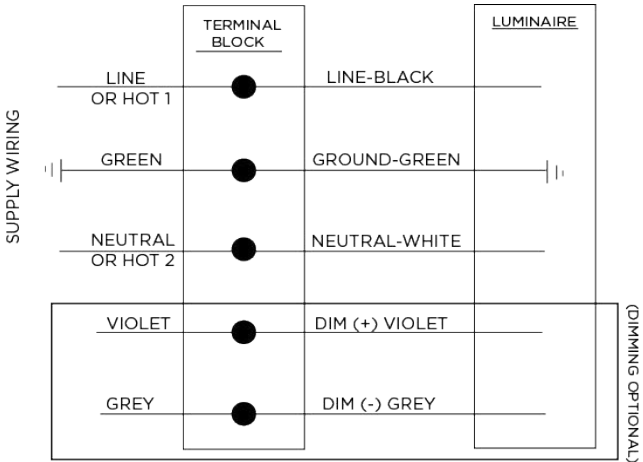 TERMINAL
BLOCK
LUMINAIRE
SUPPLY WIRING
LINE
OR HOT 1
LINE-BLACK
GREEN
GROUND-GREEN
NEUTRAL
OR HOT 2
NEUTRAL-WHITE
VIOLET
DIM (+) VIOLET
GREY
DIM (-) GREY
(DIMMING OPTIONAL)